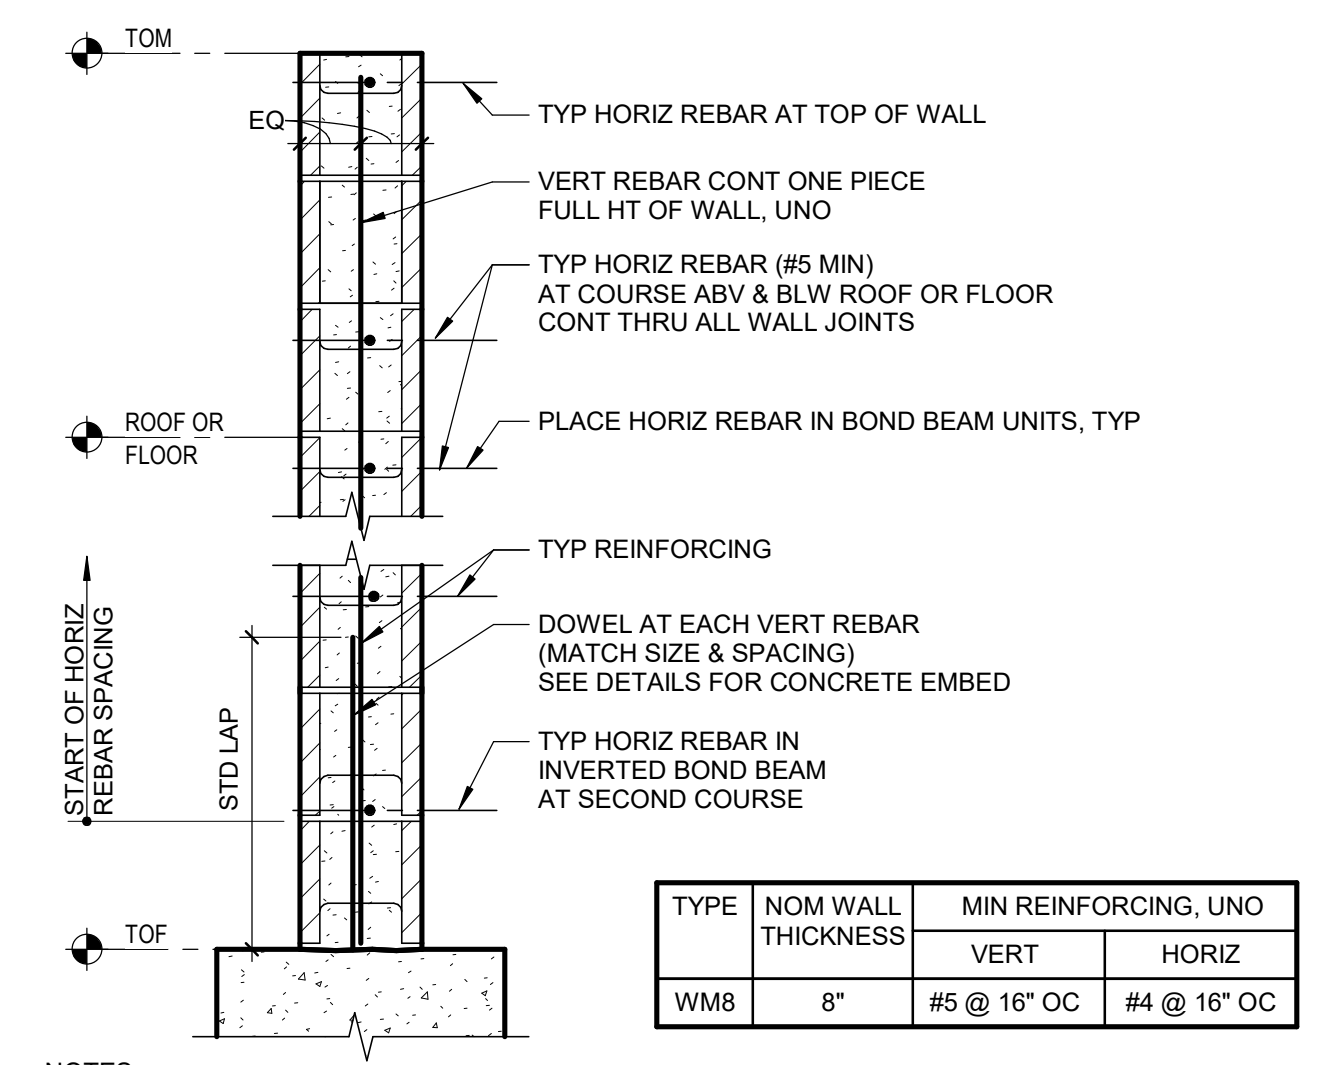 TOM
TYP HORIZ REBAR AT TOP OF WALL
EQ
VERT REBAR CONT ONE PIECE
FULL HT OF WALL, UNO
TYP HORIZ REBAR (#5 MIN)
AT COURSE ABV & BLW ROOF OR FLOOR
CONT THRU ALL WALL JOINTS
ROOF OR
FLOOR
PLACE HORIZ REBAR IN BOND BEAM UNITS, TYP
TYP REINFORCING
START OF HORIZ
REBAR SPACING
STD LAP
DOWEL AT EACH VERT REBAR
(MATCH SIZE & SPACING)
SEE DETAILS FOR CONCRETE EMBED
TYP HORIZ REBAR IN
INVERTED BOND BEAM
AT SECOND COURSE
TOF
TYPE NOM WALL THICKNESS MIN REINFORCING, UNO
VERT HORIZ
WM8 8" #5 @ 16" OC #4 @ 16" OC